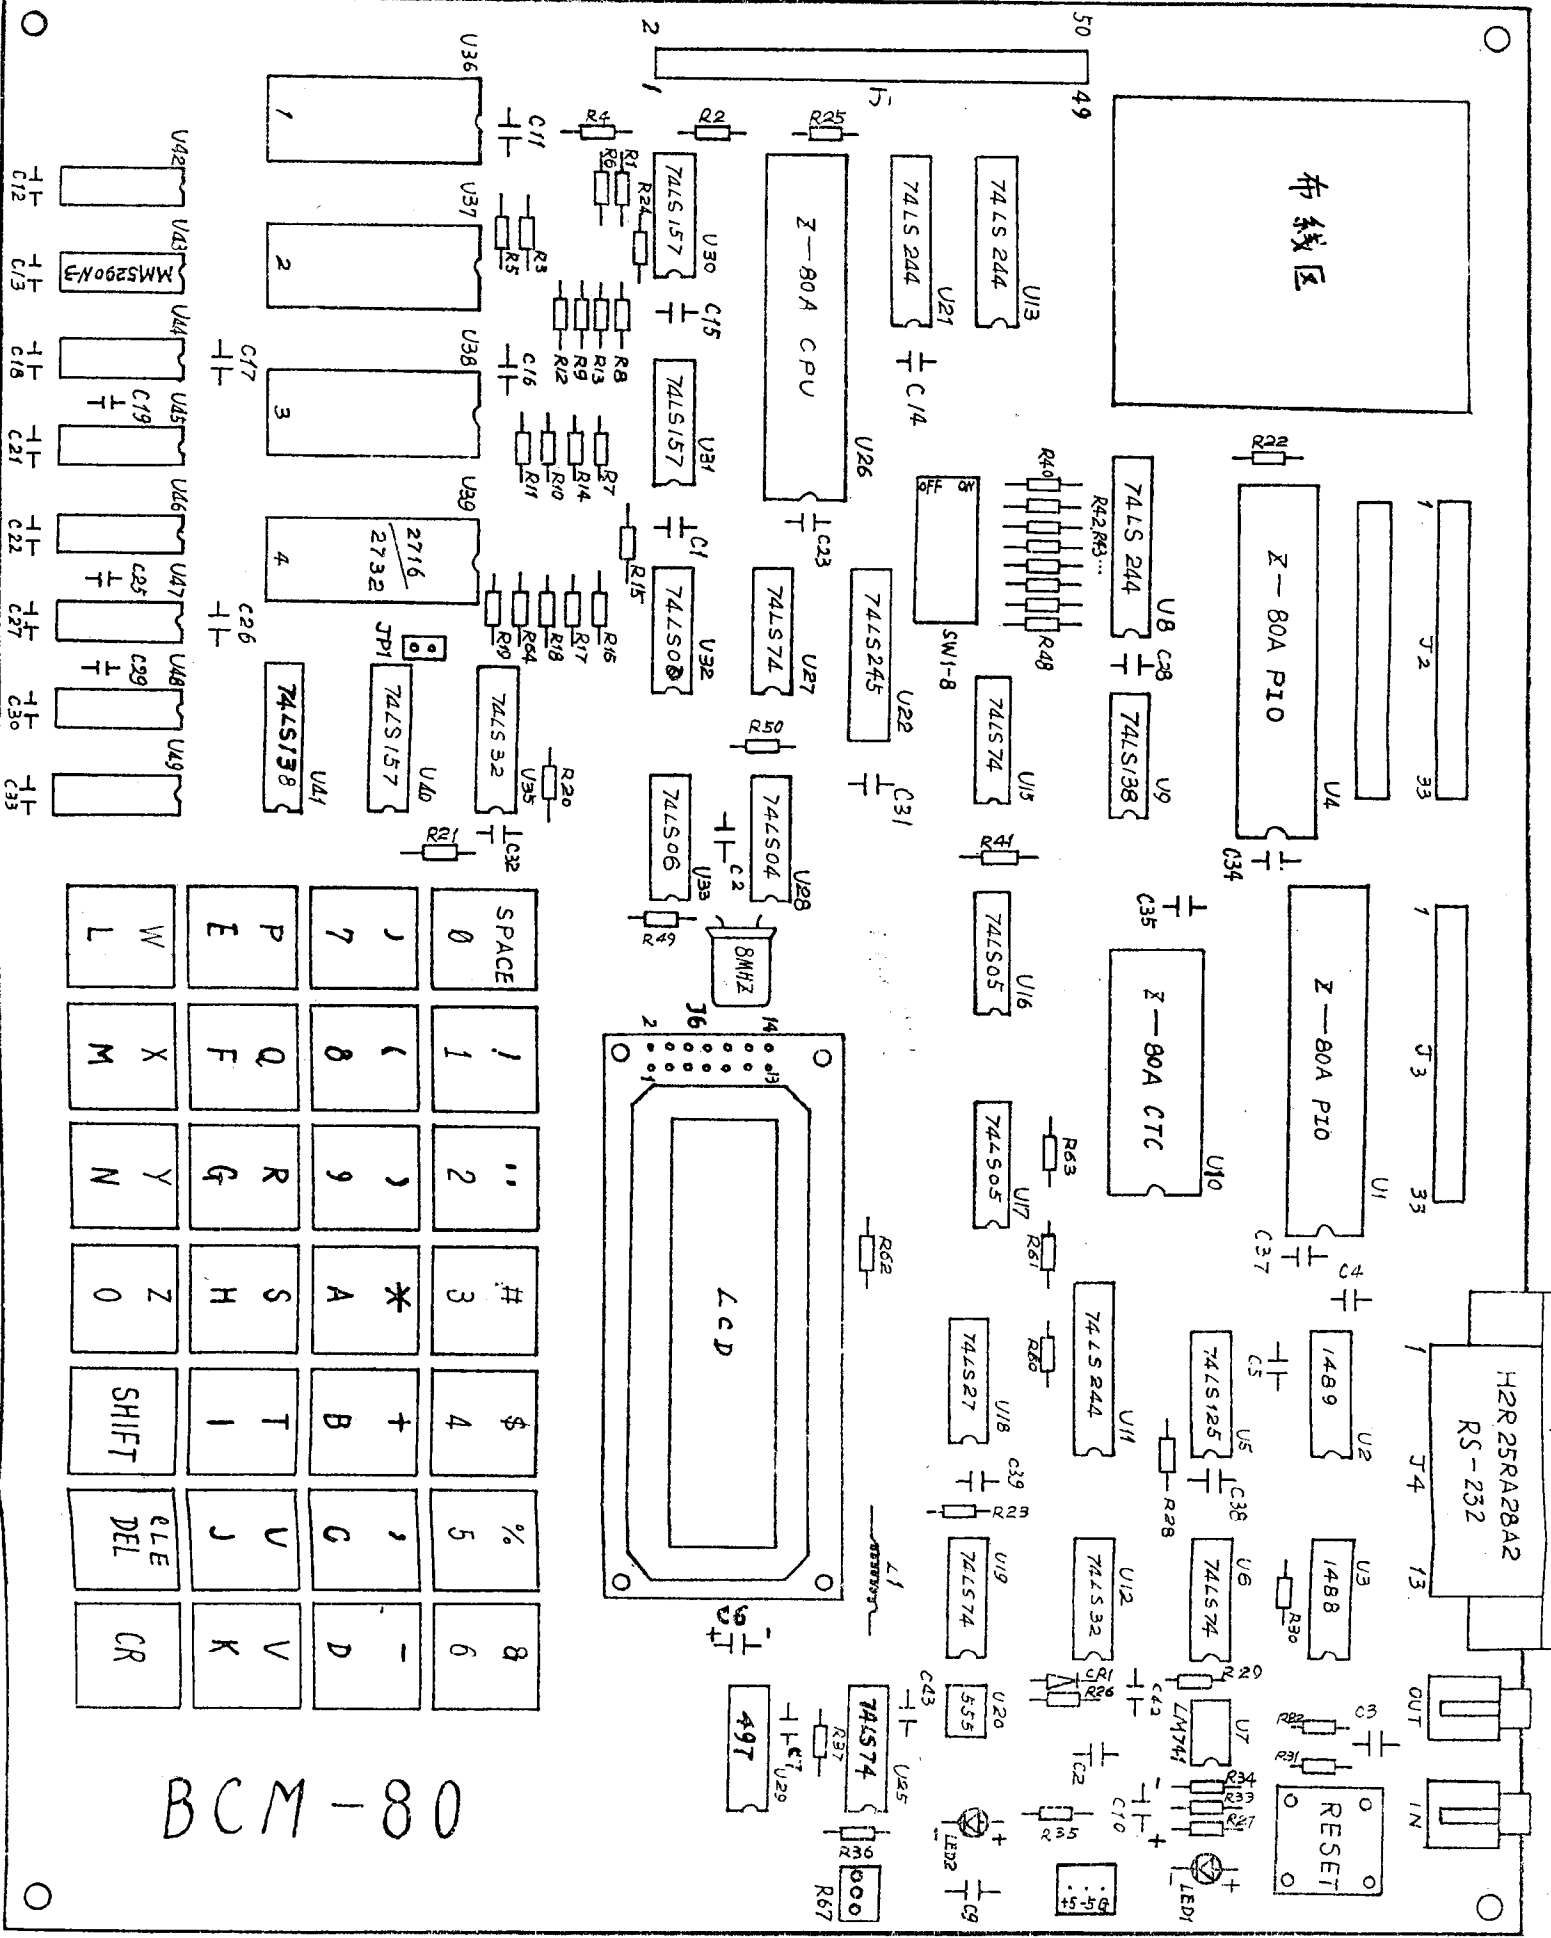 布线区
50
49
2
1
J1
U36
1
C11
R4
R2
R25
U42
C12
U37
2
R6
R1
R24
74LS157
U30
Z—80A CPU
U26
74LS244
U21
74LS244
U13
U43
MM5290N-3
C13
R5
R3
R12
R9
R13
R8
C15
C14
U44
C18
C17
U38
3
C16
74LS157
U31
R22
C19
U45
C21
R11
R10
R14
R7
C1
C23
OFF ON
SW1-8
R40
R42,R43...
R48
74LS 244
U8
C28
Z—80A PIO
U4
1
J2
33
U46
C22
U39
4
2716/2732
R15
U47
C25
C27
C26
JP1
R19
R64
R18
R17
R16
U32
74LS74
U27
74LS245
U22
U48
C29
C30
U49
C33
74LS138
U41
74LS157
U40
74LS32
U35
R20
R50
C31
74LS74
U15
74LS138
U9
C34
R21
C32
74LS06
U33
C2
74LS04
U28
R41
C35
R49
8MHZ
74LS05
U16
Z—80A CTC
U10
Z—80A PIO
U1
1
J3
33
J6
2
14
1
13
LCD
74LS05
U17
R63
R61
R60
R62
C37
C4
C5
74LS27
U18
C39
R23
74LS244
U11
74LS125
U5
C38
R28
1489
U2
1
J4
13
H2R25RA28A2
RS-232
L1
74LS74
U19
74LS32
U12
74LS74
U6
R30
1488
U3
C6
+
-
CR1
R26
C42
R29
LM741
U7
R82
C3
R31
OUT
IN
49T
C7
U29
R37
74LS74
U25
C43
555
U20
C2
C10
-
+
R34
R33
R27
RESET
R36
R67
LED2
+
-
C9
R35
+5-5G
LED1
+
-
SPACE
0
!
1
"
2
#
3
$
4
%
5
&
6
7
(
8
)
9
*
A
+
B
,
C
-
D
P
E
Q
F
R
G
S
H
T
I
U
J
V
K
W
L
X
M
Y
N
Z
O
SHIFT
CLE
DEL
CR
BCM-80